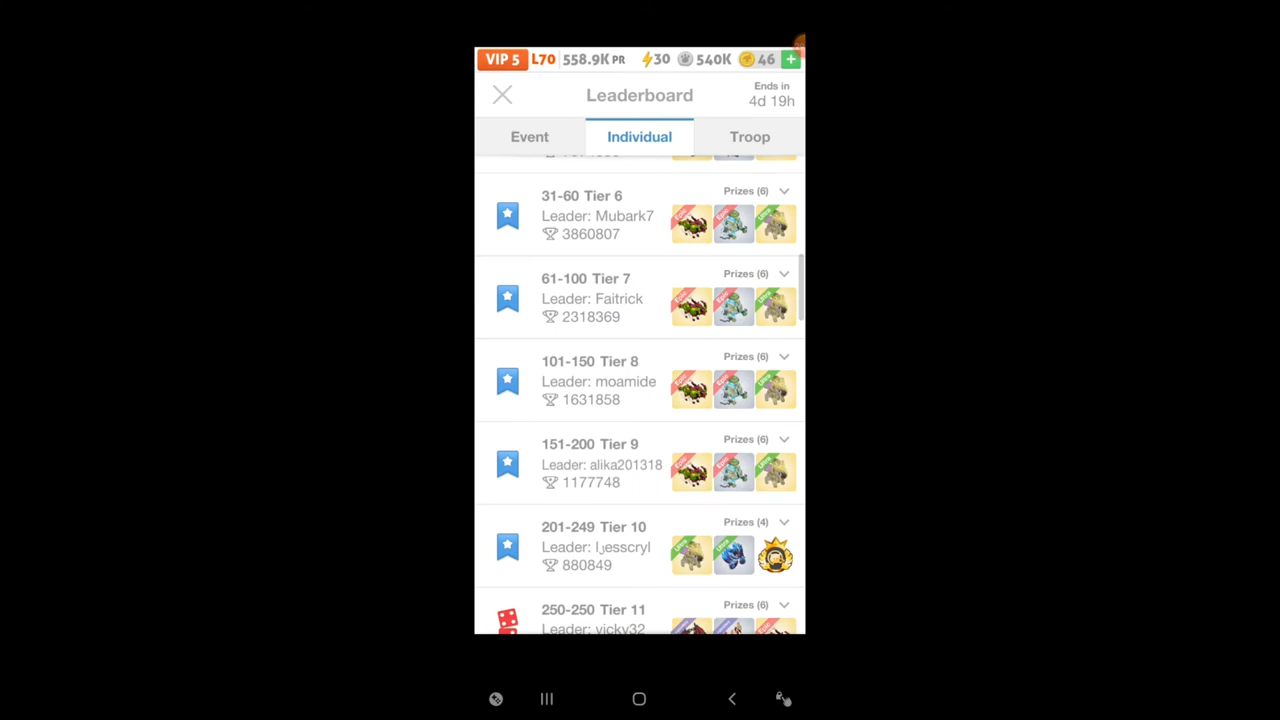 VIP 5 L70 558.9K PR 30 540K 46
Leaderboard
Ends in
4d 19h
Event Individual Troop
31-60 Tier 6
Prizes (6)
Leader: Mubark7
3860807
61-100 Tier 7
Prizes (6)
Leader: Faitrick
2318369
101-150 Tier 8
Prizes (6)
Leader: moamide
1631858
151-200 Tier 9
Prizes (6)
Leader: alika201318
1177748
201-249 Tier 10
Prizes (4)
Leader:
880849
250-250 Tier 11
Prizes (6)
Leader: vicky32